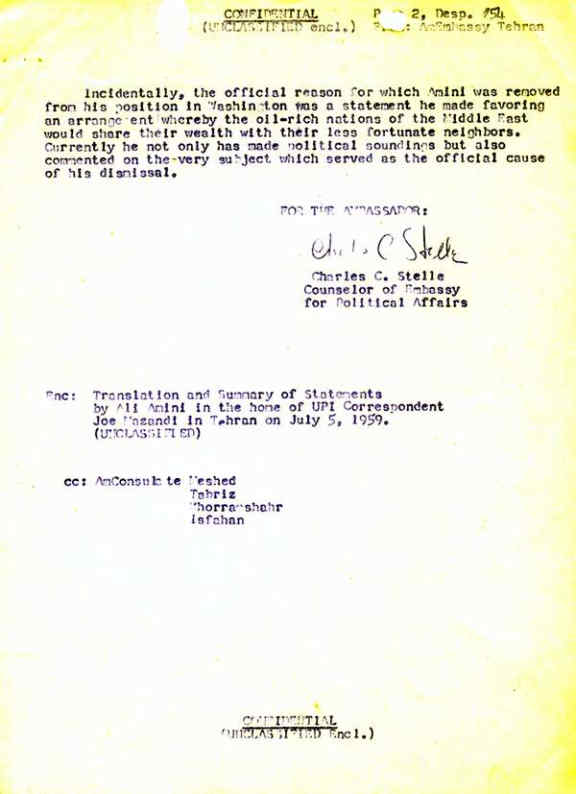 CONFIDENTIAL
(UNCLASSIFIED encl.)
2, Desp. 154
AmEmbassy Tehran
Incidentally, the official reason for which Amini was removed
from his position in Washington was a statement he made favoring
an arrangement whereby the oil-rich nations of the Middle East
would share their wealth with their less fortunate neighbors.
Currently he not only has made political soundings but also
commented on the very subject which served as the official cause
of his dismissal.
FOR THE AMBASSADOR:
Charles C Stelle
Charles C. Stelle
Counselor of Embassy
for Political Affairs
Enc: Translation and Summary of Statements
by Ali Amini in the home of UPI Correspondent
Joe Mazandi in Tehran on July 5, 1959.
(UNCLASSIFIED)
cc: AmConsulate Meshed
Tabriz
Khorramshahr
Isfahan
CONFIDENTIAL
(UNCLASSIFIED Encl.)